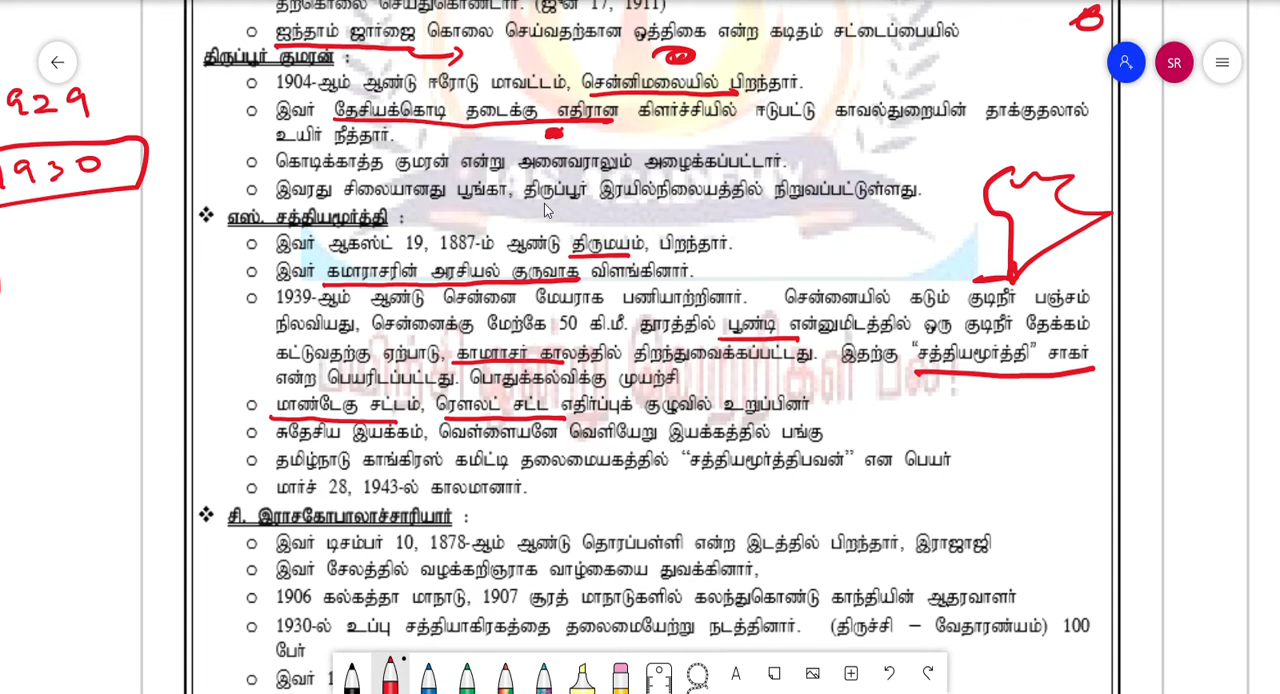 தற்கொலை செய்துகொண்டார். (ஜுன் 17, 1911)
o ஐந்தாம் ஜார்ஜை கொலை செய்வதற்கான ஒத்திகை என்ற கடிதம் சட்டைப்பையில்
திருப்பூர் குமரன் :
o 1904-ஆம் ஆண்டு ஈரோடு மாவட்டம், சென்னிமலையில் பிறந்தார்.
929
o இவர் தேசியக்கொடி தடைக்கு எதிரான கிளர்ச்சியில் ஈடுபட்டு காவல்துறையின் தாக்குதலால்
உயிர் நீத்தார்.
1930
o கொடிக்காத்த குமரன் என்று அனைவராலும் அழைக்கப்பட்டார்.
o இவரது சிலையானது பூங்கா, திருப்பூர் இரயில்நிலையத்தில் நிறுவப்பட்டுள்ளது.
❖ எஸ். சத்தியமூர்த்தி :
o இவர் ஆகஸ்ட் 19, 1887-ம் ஆண்டு திருமயம், பிறந்தார்.
o இவர் கமாராசரின் அரசியல் குருவாக விளங்கினார்.
o 1939-ஆம் ஆண்டு சென்னை மேயராக பணியாற்றினார். சென்னையில் கடும் குடிநீர் பஞ்சம்
நிலவியது, சென்னைக்கு மேற்கே 50 கி.மீ. தூரத்தில் பூண்டி என்னுமிடத்தில் ஒரு குடிநீர் தேக்கம்
கட்டுவதற்கு ஏற்பாடு, காமராசர் காலத்தில் திறந்துவைக்கப்பட்டது. இதற்கு "சத்தியமூர்த்தி" சாகர்
என்ற பெயரிடப்பட்டது. பொதுக்கல்விக்கு முயற்சி
o மாண்டேகு சட்டம், ரௌலட் சட்ட எதிர்ப்புக் குழுவில் உறுப்பினர்
o சுதேசிய இயக்கம், வெள்ளையனே வெளியேறு இயக்கத்தில் பங்கு
o தமிழ்நாடு காங்கிரஸ் கமிட்டி தலைமையகத்தில் "சத்தியமூர்த்திபவன்" என பெயர்
o மார்ச் 28, 1943-ல் காலமானார்.
❖ சி. இராசகோபாலாச்சாரியார் :
o இவர் டிசம்பர் 10, 1878-ஆம் ஆண்டு தொரப்பள்ளி என்ற இடத்தில் பிறந்தார், இராஜாஜி
o இவர் சேலத்தில் வழக்கறிஞராக வாழ்கையை துவக்கினார்,
o 1906 கல்கத்தா மாநாடு, 1907 சூரத் மாநாடுகளில் கலந்துகொண்டு காந்தியின் ஆதரவாளர்
o 1930-ல் உப்பு சத்தியாகிரகத்தை தலைமையேற்று நடத்தினார். (திருச்சி – வேதாரண்யம்) 100
பேர்
o இவர் 1
SR